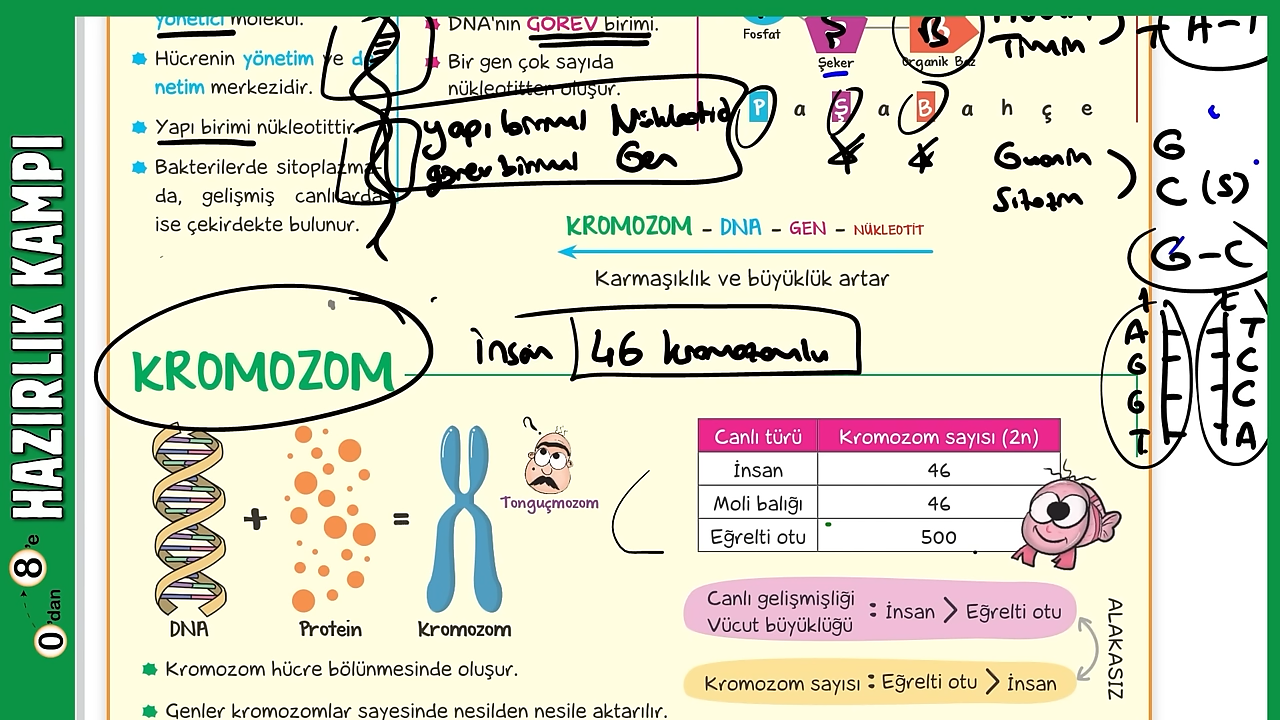 HAZIRLIK KAMPI
0'dan 8'e
yönetici molekül.
Hücrenin yönetim ve de
netim merkezidir.
Yapı birimi nükleotittir.
Bakterilerde sitoplazma-
da, gelişmiş canlılarda
ise çekirdekte bulunur.
DNA'nın GÖREV birimi.
Bir gen çok sayıda
nükleotitten oluşur.
yapı birimi Nükleotid
görev birimi Gen
Fosfat
Ş
Şeker
B
Organik Baz
Timin
T
A-T
P a Ş a B a h ç e
Guanin
Sitozin
G
C (S)
G-C
KROMOZOM - DNA - GEN - NÜKLEOTİT
Karmaşıklık ve büyüklük artar
KROMOZOM
İnsan 46 kromozomlu
A T
G C
G C
T A
DNA
+
Protein
=
Kromozom
?
Tonguçmozom
Canlı türü Kromozom sayısı (2n)
İnsan 46
Moli balığı 46
Eğrelti otu 500
Canlı gelişmişliği
Vücut büyüklüğü : İnsan > Eğrelti otu
Kromozom sayısı : Eğrelti otu > İnsan
ALAKASIZ
Kromozom hücre bölünmesinde oluşur.
Genler kromozomlar sayesinde nesilden nesile aktarılır.